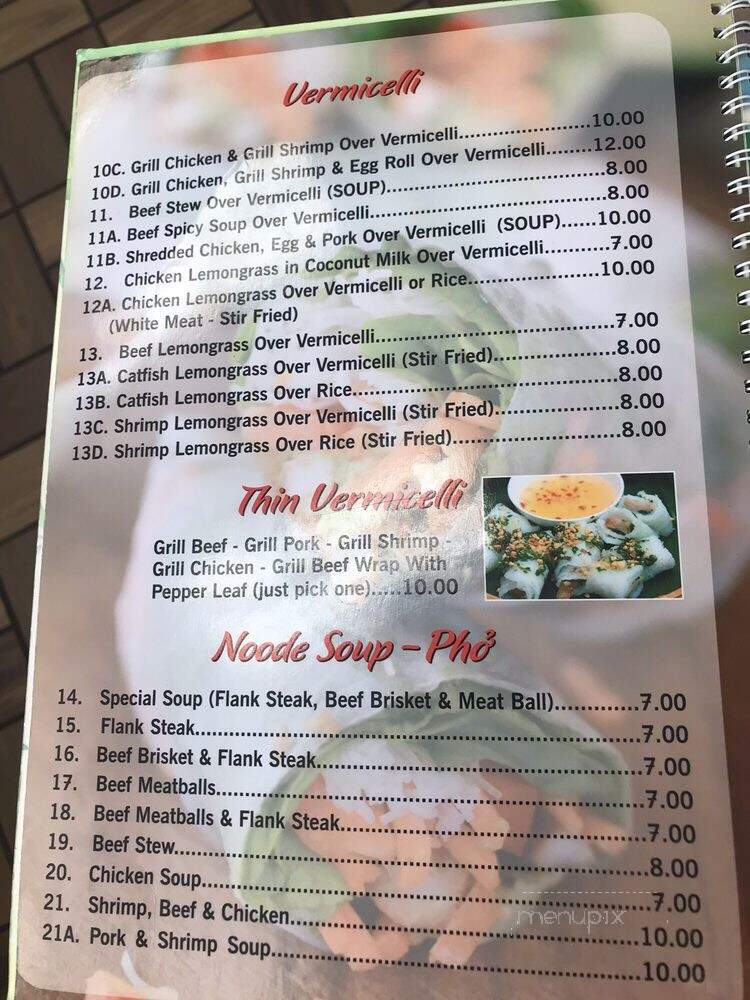 Vermicelli
10C. Grill Chicken & Grill Shrimp Over Vermicelli.......................10.00
10D. Grill Chicken, Grill Shrimp & Egg Roll Over Vermicelli........12.00
11. Beef Stew Over Vermicelli (SOUP).......................................8.00
11A. Beef Spicy Soup Over Vermicelli..........................................8.00
11B. Shredded Chicken, Egg & Pork Over Vermicelli (SOUP)......10.00
12. Chicken Lemongrass in Coconut Milk Over Vermicelli...........7.00
12A. Chicken Lemongrass Over Vermicelli or Rice......................10.00
(White Meat - Stir Fried)
13. Beef Lemongrass Over Vermicelli.........................................7.00
13A. Catfish Lemongrass Over Vermicelli (Stir Fried)....................8.00
13B. Catfish Lemongrass Over Rice.............................................8.00
13C. Shrimp Lemongrass Over Vermicelli (Stir Fried)....................8.00
13D. Shrimp Lemongrass Over Rice (Stir Fried)...........................8.00
Thin Vermicelli
Grill Beef - Grill Pork - Grill Shrimp -
Grill Chicken - Grill Beef Wrap With
Pepper Leaf (just pick one).....10.00
Noode Soup - Phở
14. Special Soup (Flank Steak, Beef Brisket & Meat Ball)............7.00
15. Flank Steak................................................................7.00
16. Beef Brisket & Flank Steak..............................................7.00
17. Beef Meatballs.............................................................7.00
18. Beef Meatballs & Flank Steak..........................................7.00
19. Beef Stew...................................................................8.00
20. Chicken Soup..............................................................7.00
21. Shrimp, Beef & Chicken.................................................10.00
21A. Pork & Shrimp Soup......................................................10.00
menupix